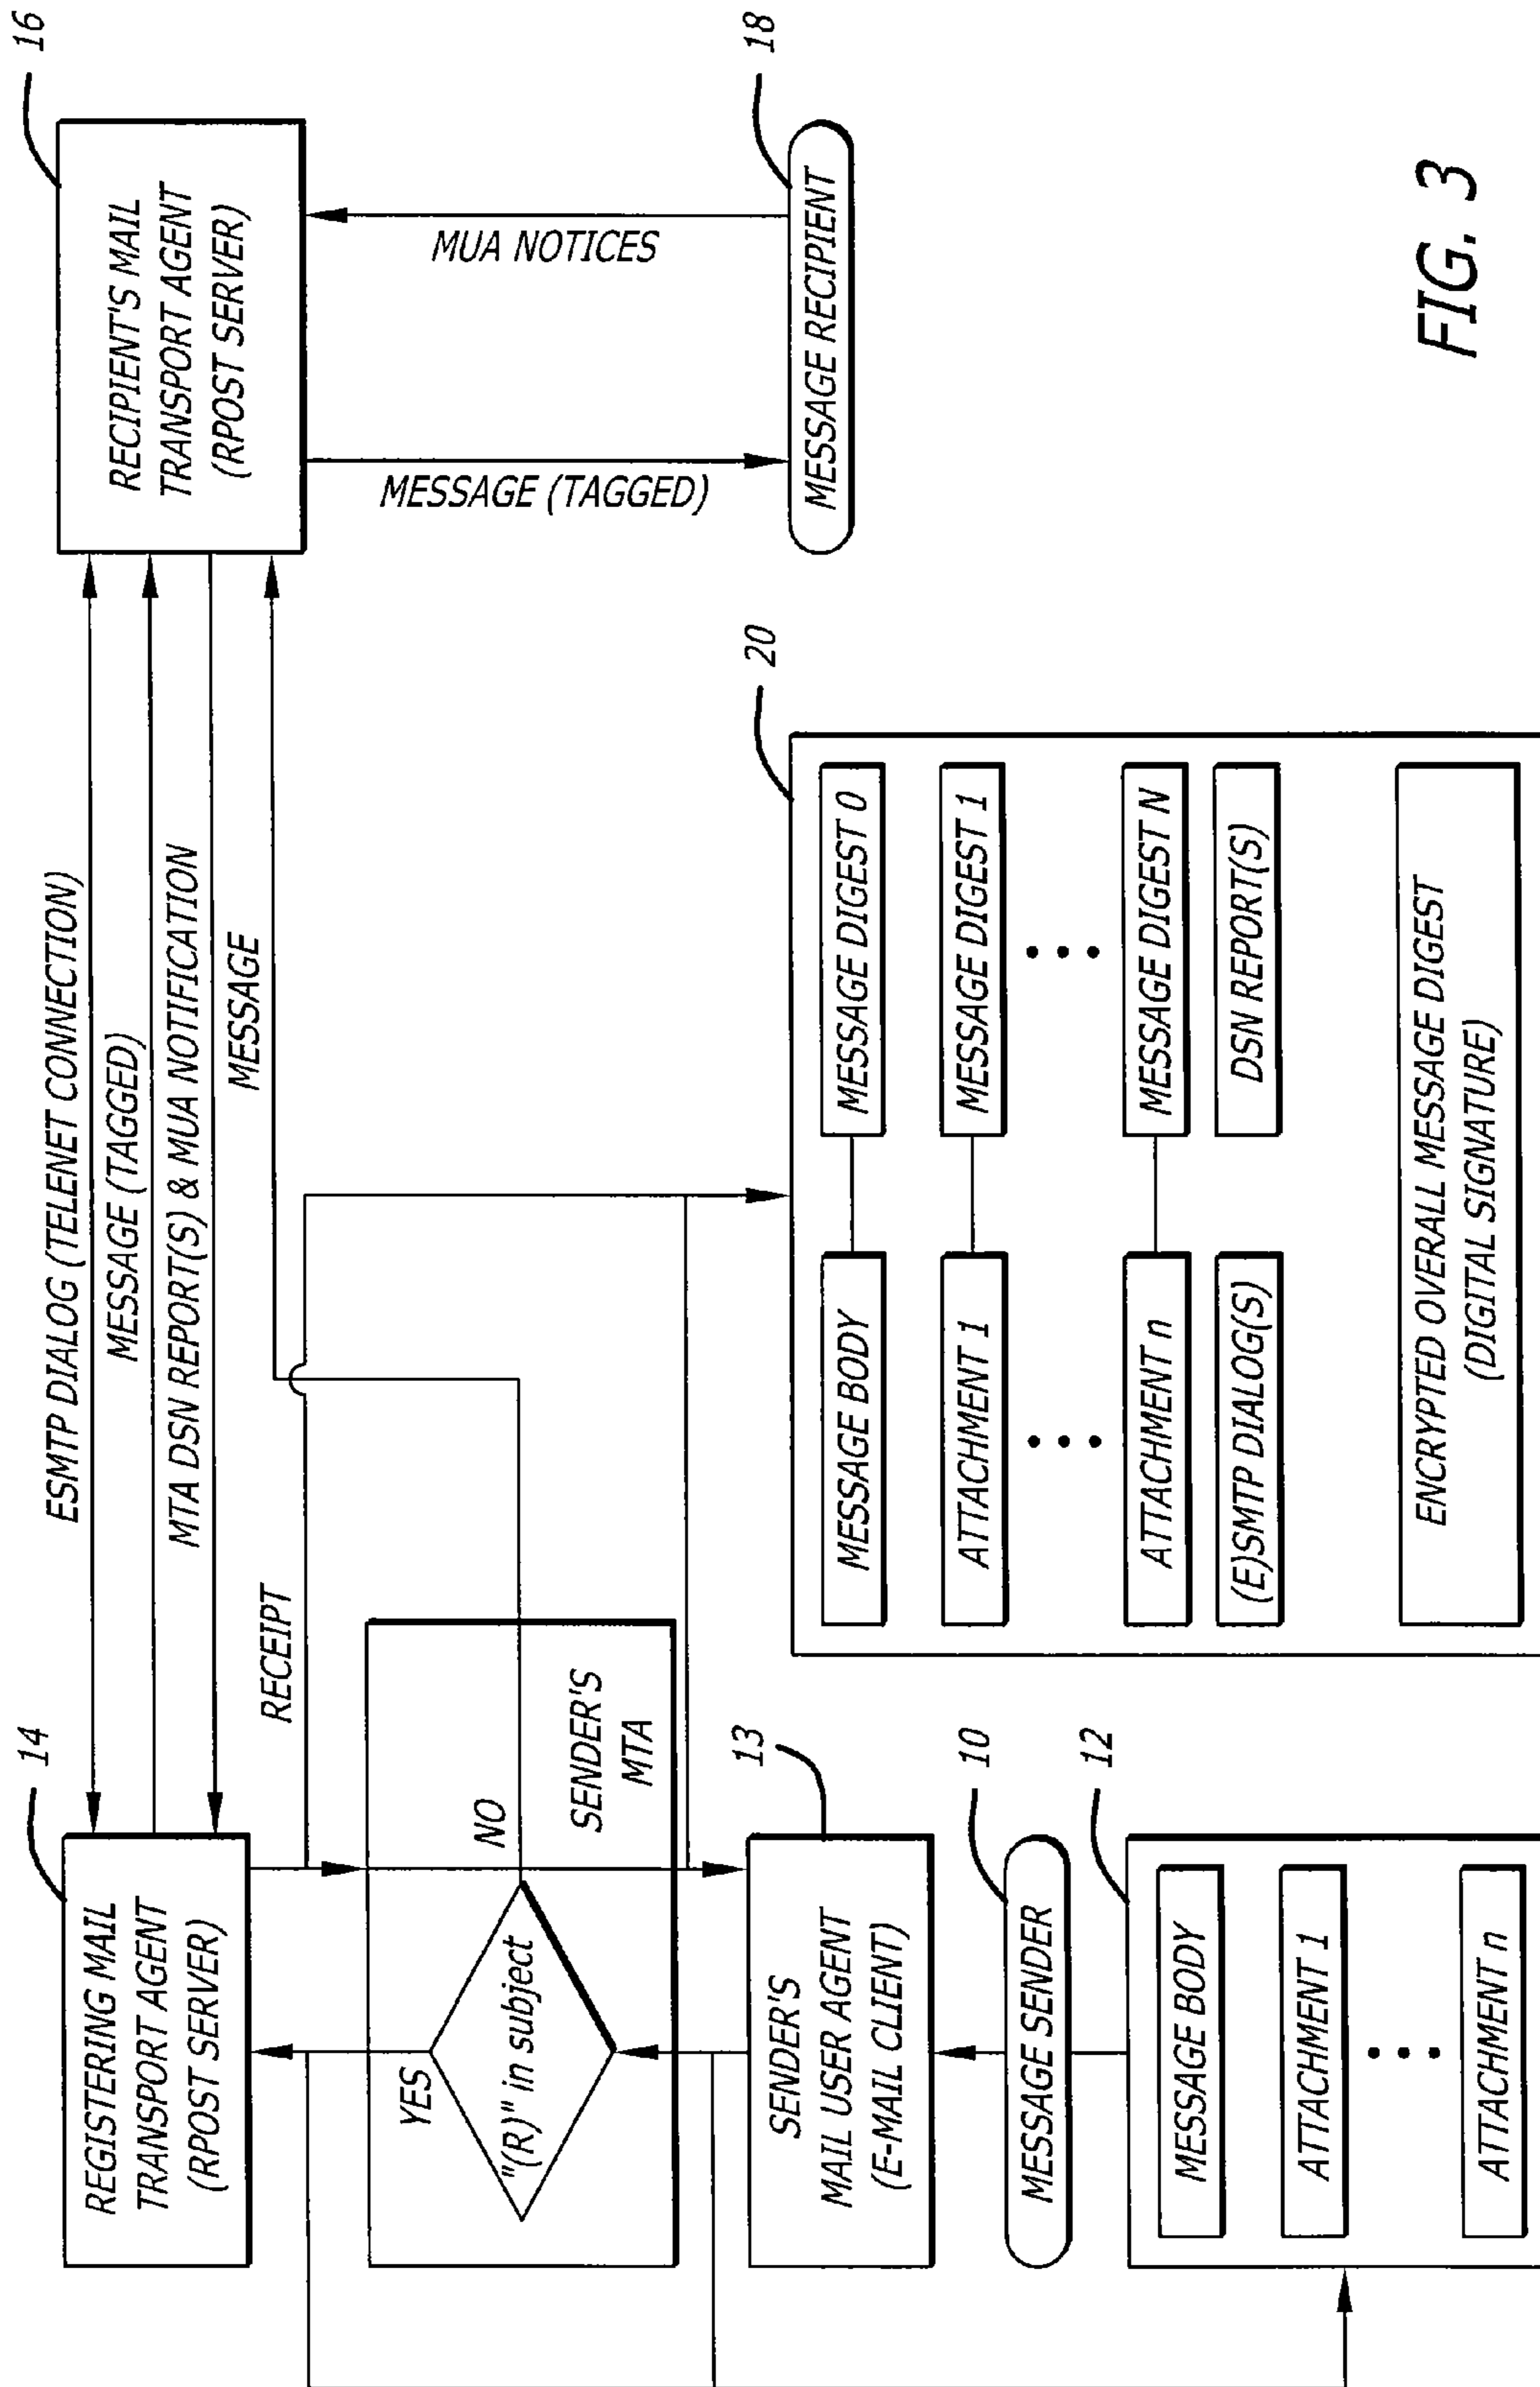 14
REGISTERING MAIL
TRANSPORT AGENT
(RPOST SERVER)
ESMTP DIALOG (TELENET CONNECTION)
MESSAGE (TAGGED)
MTA DSN REPORT(S) & MUA NOTIFICATION
MESSAGE
16
RECIPIENT'S MAIL
TRANSPORT AGENT
(RPOST SERVER)
RECEIPT
YES
"(R)" in subject
NO
SENDER'S
MTA
MESSAGE (TAGGED)
MUA NOTICES
13
SENDER'S
MAIL USER AGENT
(E-MAIL CLIENT)
18
MESSAGE RECIPIENT
10
MESSAGE SENDER
12
MESSAGE BODY
ATTACHMENT 1
ATTACHMENT n
20
MESSAGE BODY
MESSAGE DIGEST 0
ATTACHMENT 1
MESSAGE DIGEST 1
ATTACHMENT n
MESSAGE DIGEST N
(E)SMTP DIALOG(S)
DSN REPORT(S)
ENCRYPTED OVERALL MESSAGE DIGEST
(DIGITAL SIGNATURE)
FIG. 3